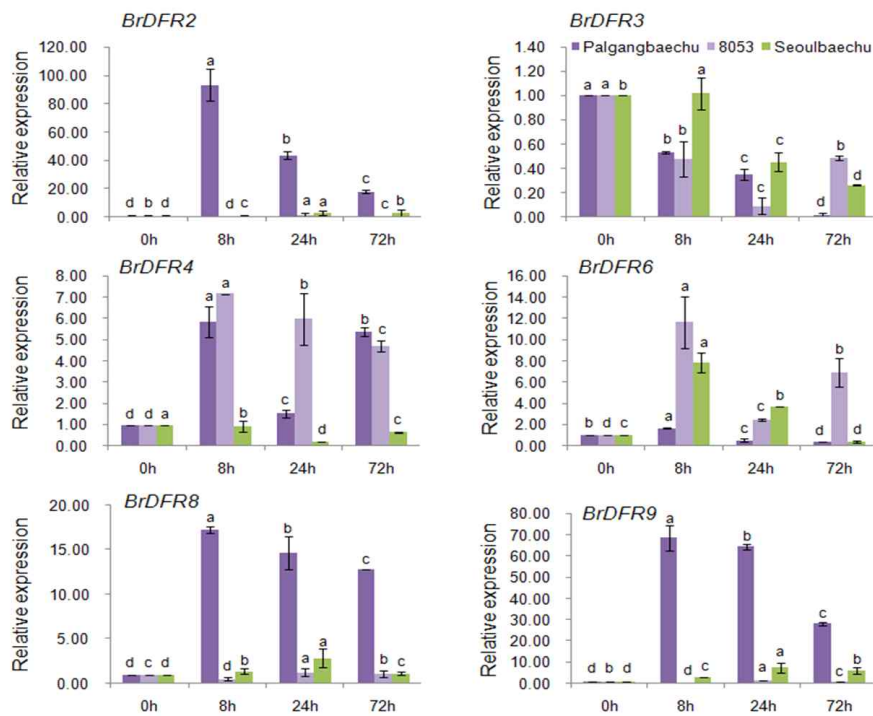 BrDFR2
Relative expression
120.00
100.00
80.00
60.00
40.00
20.00
0.00
a
b
c
d b d
d c
a a
c b
0h 8h 24h 72h
BrDFR3
Palgangbaechu 8053 Seoulbaechu
Relative expression
1.40
1.20
1.00
0.80
0.60
0.40
0.20
0.00
a a b
b b a
c c c
d b d
0h 8h 24h 72h
BrDFR4
Relative expression
8.00
7.00
6.00
5.00
4.00
3.00
2.00
1.00
0.00
d d a
a a b
c b d
b c c
0h 8h 24h 72h
BrDFR6
Relative expression
16.00
14.00
12.00
10.00
8.00
6.00
4.00
2.00
0.00
b d c
a a a
c c b
d b d
0h 8h 24h 72h
BrDFR8
Relative expression
20.00
15.00
10.00
5.00
0.00
d c d
a d b
b a a
c b c
0h 8h 24h 72h
BrDFR9
Relative expression
80.00
70.00
60.00
50.00
40.00
30.00
20.00
10.00
0.00
d b d
a d c
b a a
c c b
0h 8h 24h 72h